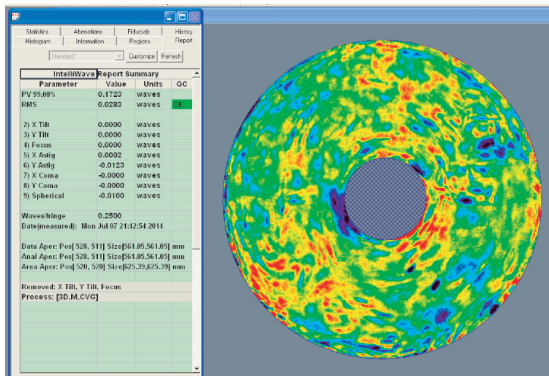 Statistics Aberrations Fiducials History
Histogram Information Regions Report
Standard Customize Refresh
IntelliWave Report Summary
Parameter Value Units QC
PV 99.00% 0.1723 waves
RMS 0.0283 waves
2) X Tilt 0.0000 waves
3) Y Tilt 0.0000 waves
4) Focus 0.0000 waves
5) X Astig 0.0002 waves
6) Y Astig -0.0123 waves
7) X Coma -0.0000 waves
8) Y Coma -0.0000 waves
9) Spherical -0.0100 waves
Waves/fringe 0.2500
Date(measured): Mon Jul 07 21:12:51 2014
Data Aper: Pos[ 528, 511] Size[561.05,561.05] mm
Anal Aper: Pos[ 528, 511] Size[561.05,561.05] mm
Area Aper: Pos[ 520, 520] Size[625.39,625.39] mm
Removed: X Tilt, Y Tilt, Focus
Process: [3D,M,CVG]